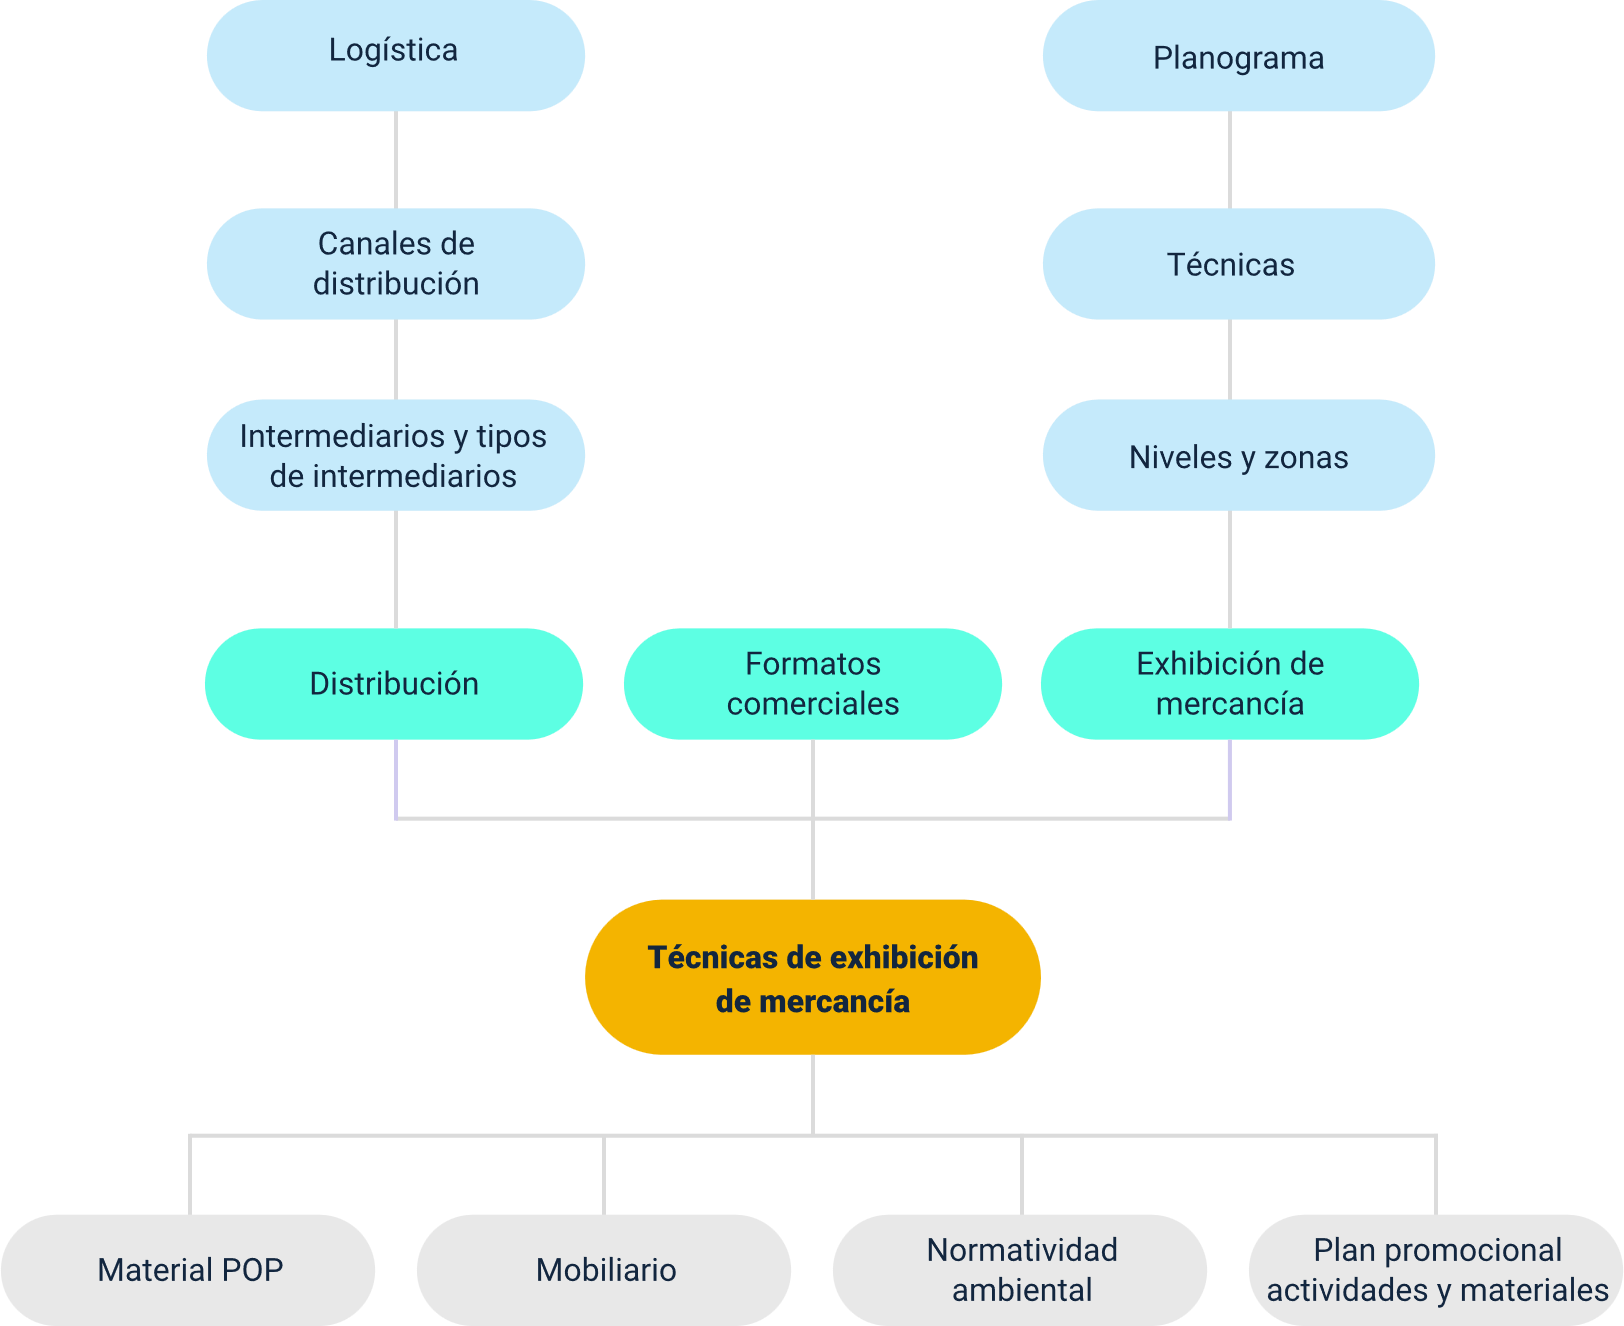 Logística
Planograma
Canales de
distribución
Técnicas
Intermediarios y tipos
de intermediarios
Niveles y zonas
Distribución
Formatos
comerciales
Exhibición de
mercancía
Técnicas de exhibición
de mercancía
Material POP
Mobiliario
Normatividad
ambiental
Plan promocional
actividades y materiales